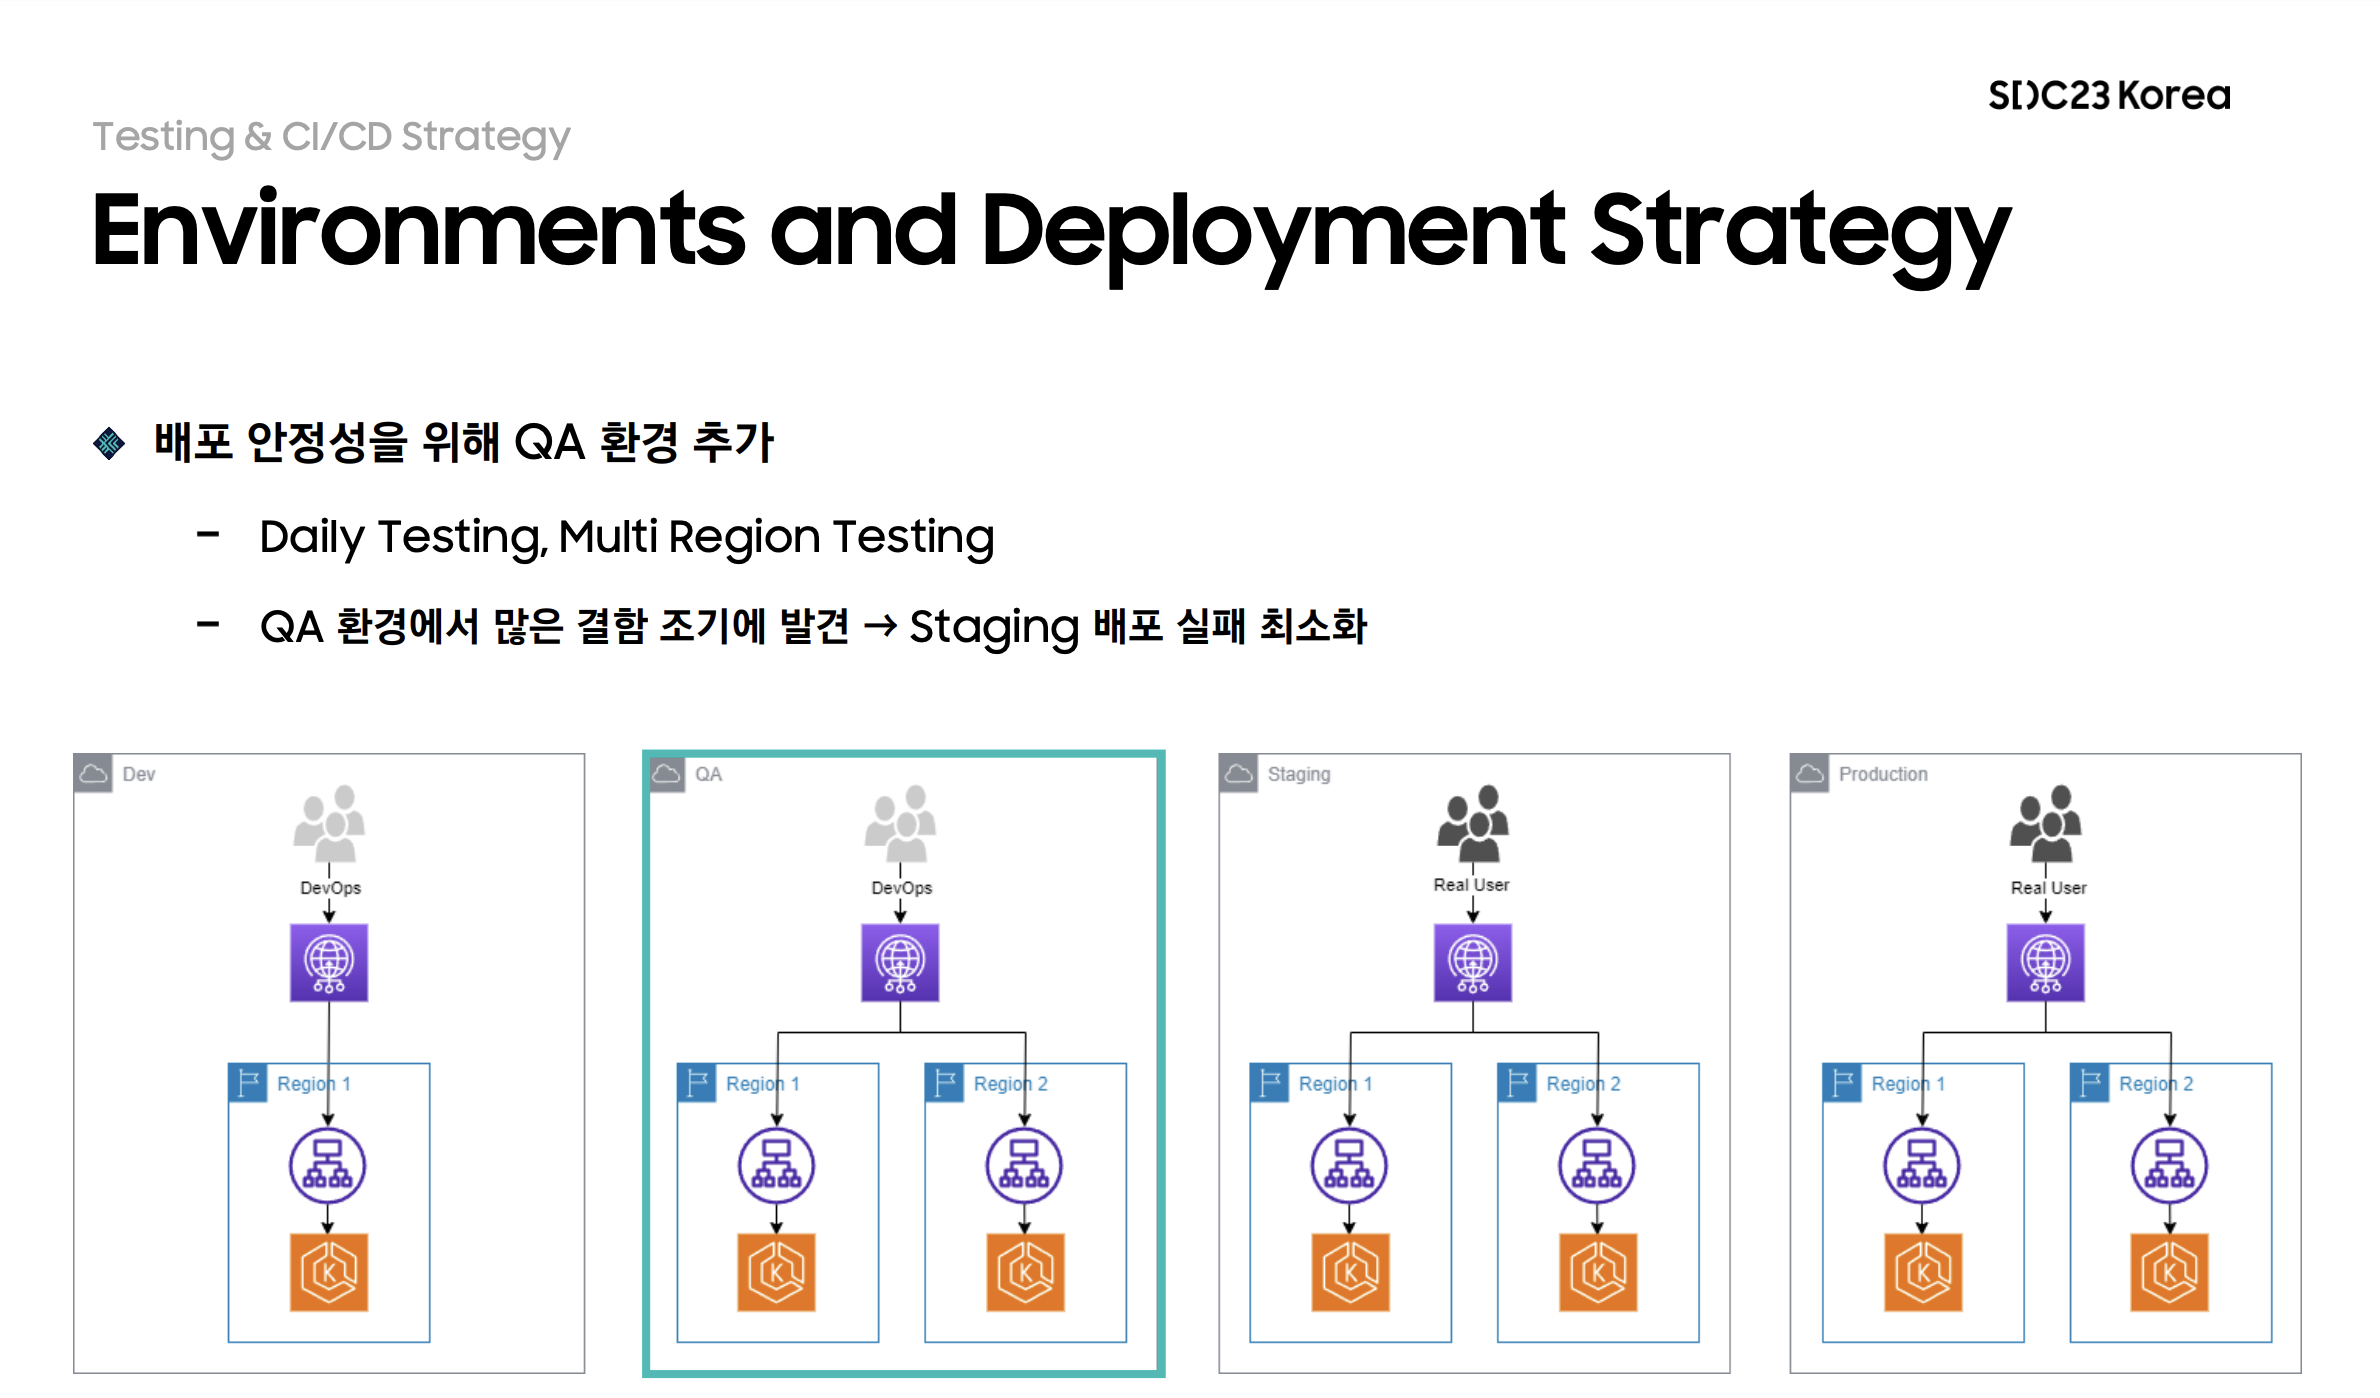 SDC23 Korea
Testing & CI/CD Strategy
Environments and Deployment Strategy
배포 안정성을 위해 QA 환경 추가
– Daily Testing, Multi Region Testing
– QA 환경에서 많은 결함 조기에 발견 → Staging 배포 실패 최소화
Dev
DevOps
Region 1
K
QA
DevOps
Region 1
Region 2
K
K
Staging
Real User
Region 1
Region 2
K
K
Production
Real User
Region 1
Region 2
K
K